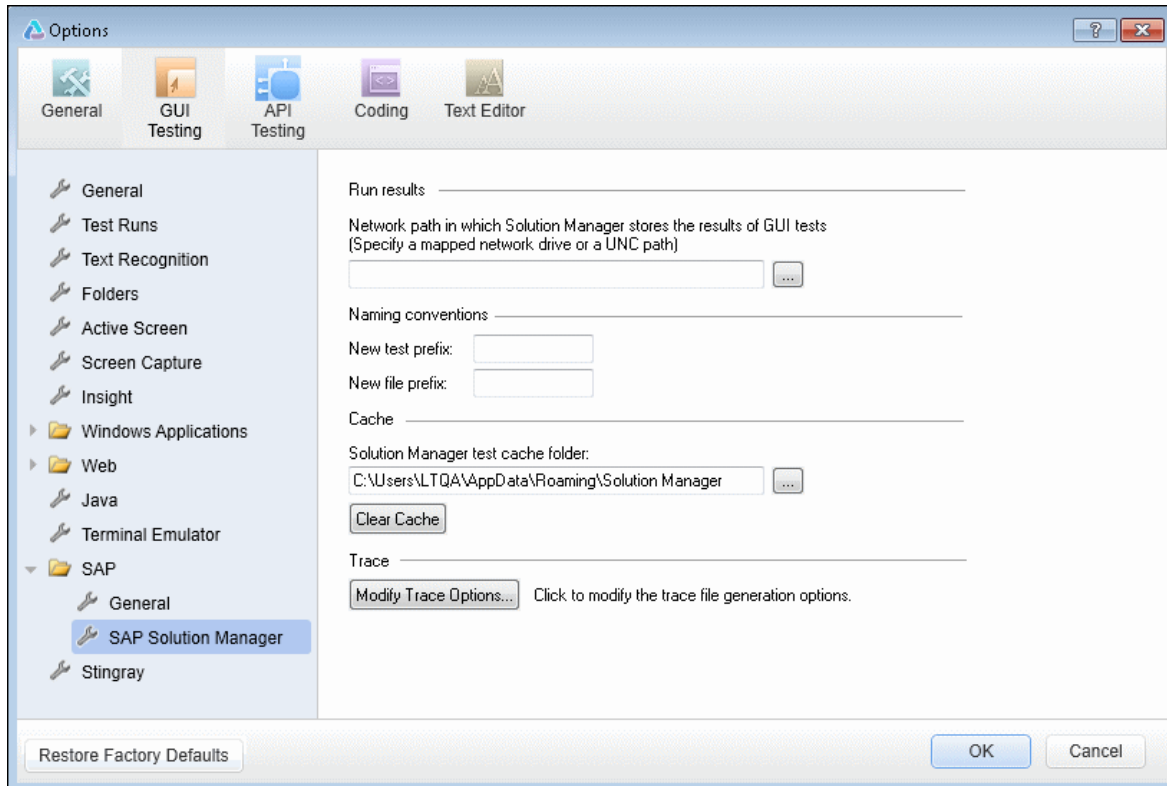 Options
?
General
GUI
Testing
API
Testing
Coding
Text Editor
General
Test Runs
Text Recognition
Folders
Active Screen
Screen Capture
Insight
Windows Applications
Web
Java
Terminal Emulator
SAP
General
SAP Solution Manager
Stingray
Run results
Network path in which Solution Manager stores the results of GUI tests
(Specify a mapped network drive or a UNC path)
...
Naming conventions
New test prefix:
New file prefix:
Cache
Solution Manager test cache folder:
C:\Users\LTQA\AppData\Roaming\Solution Manager
...
Clear Cache
Trace
Modify Trace Options... Click to modify the trace file generation options.
Restore Factory Defaults
OK
Cancel